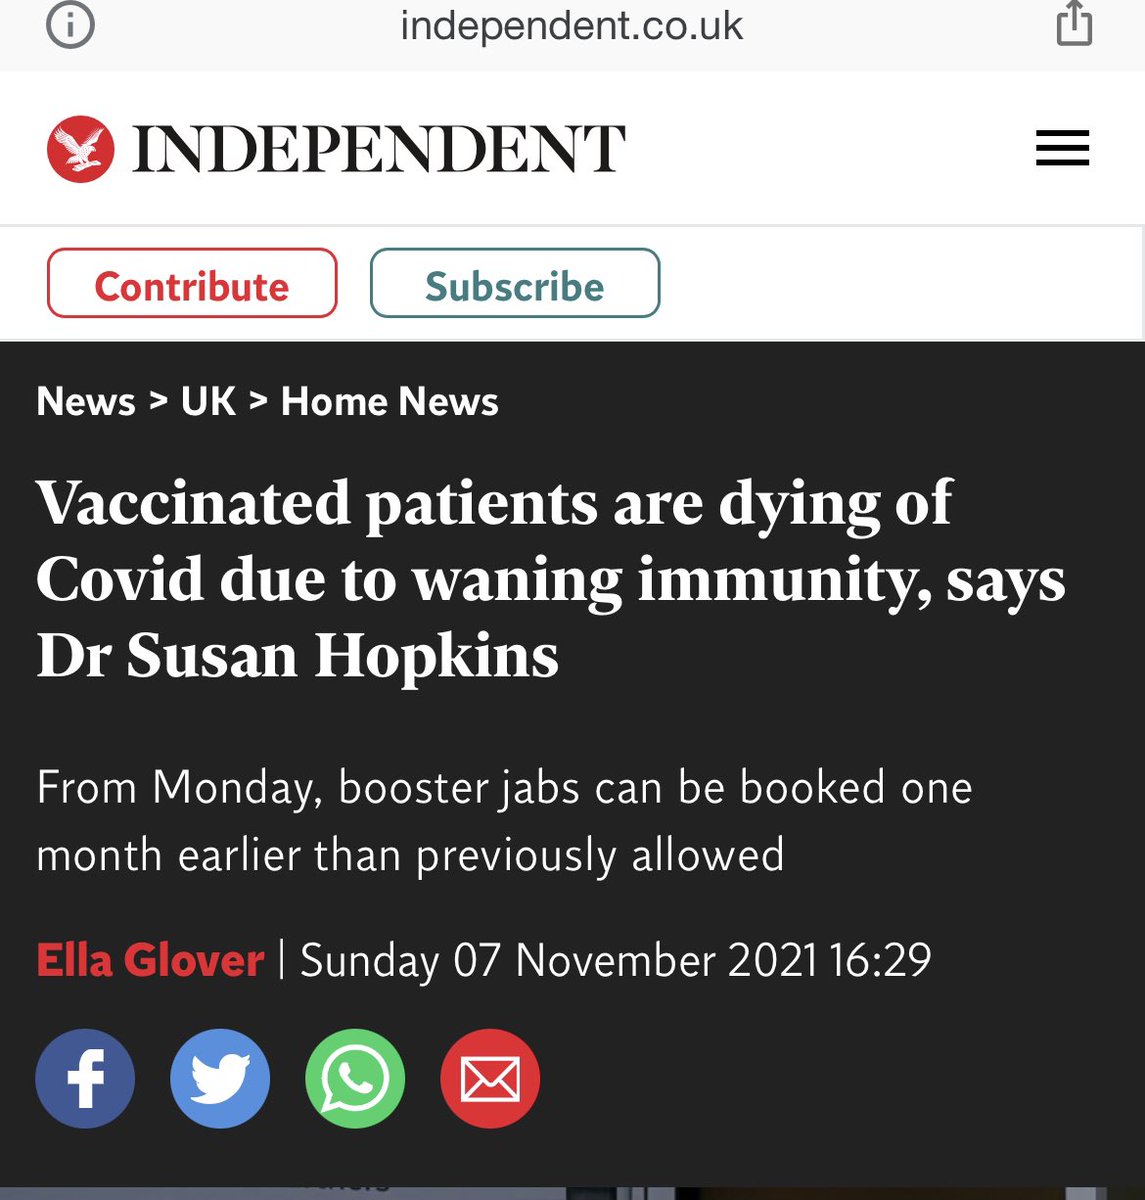 independent.co.uk
INDEPENDENT
Contribute Subscribe
News > UK > Home News
Vaccinated patients are dying of
Covid due to waning immunity, says
Dr Susan Hopkins
From Monday, booster jabs can be booked one
month earlier than previously allowed
Ella Glover | Sunday 07 November 2021 16:29